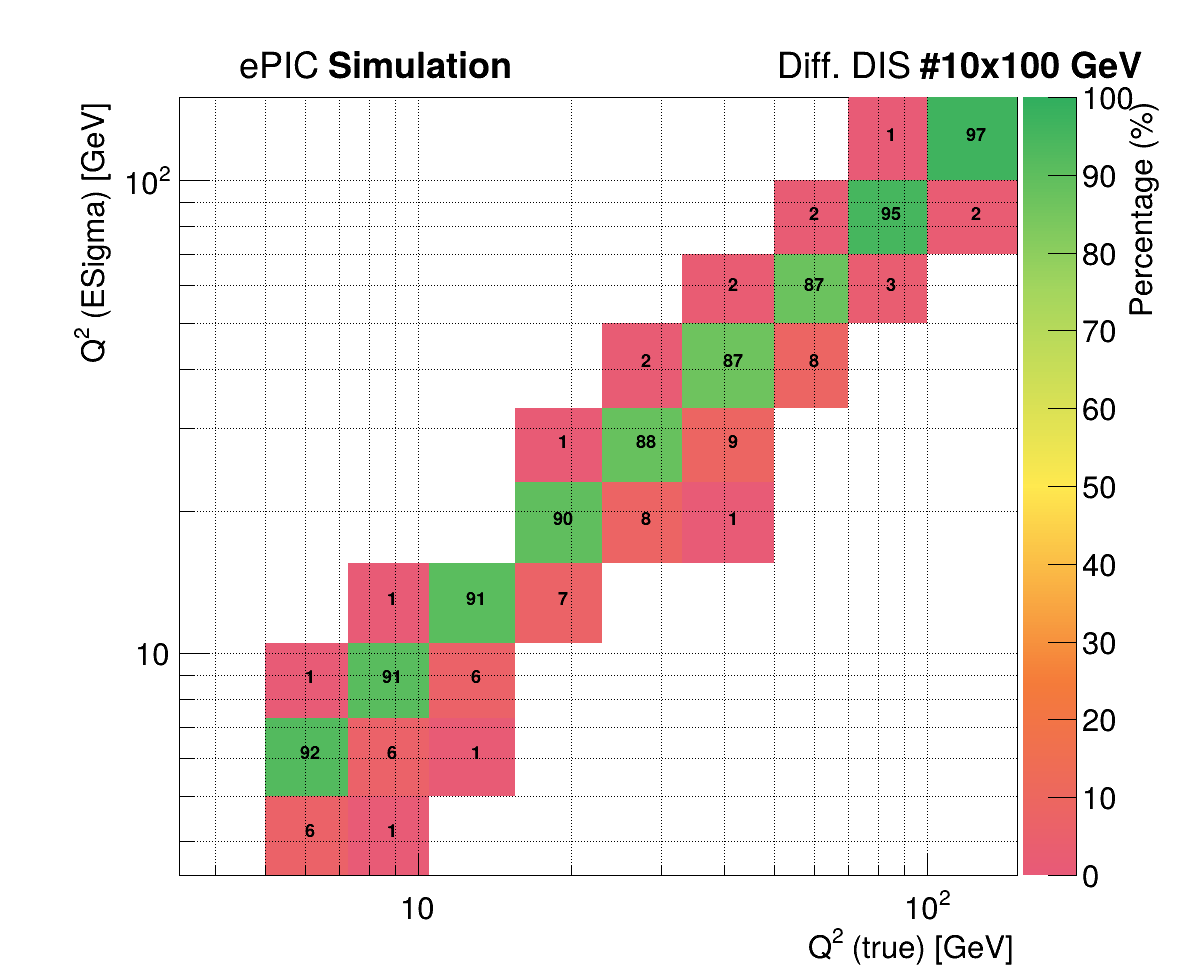 ePIC Simulation
Diff. DIS #10x100 GeV
Q² (ESigma) [GeV]
10²
10
1 97
2 95 2
2 87 3
2 87 8
1 88 9
90 8 1
1 91 7
1 91 6
92 6 1
6 1
10 10²
Q² (true) [GeV]
100
90
80
70
60
50
40
30
20
10
0
Percentage (%)